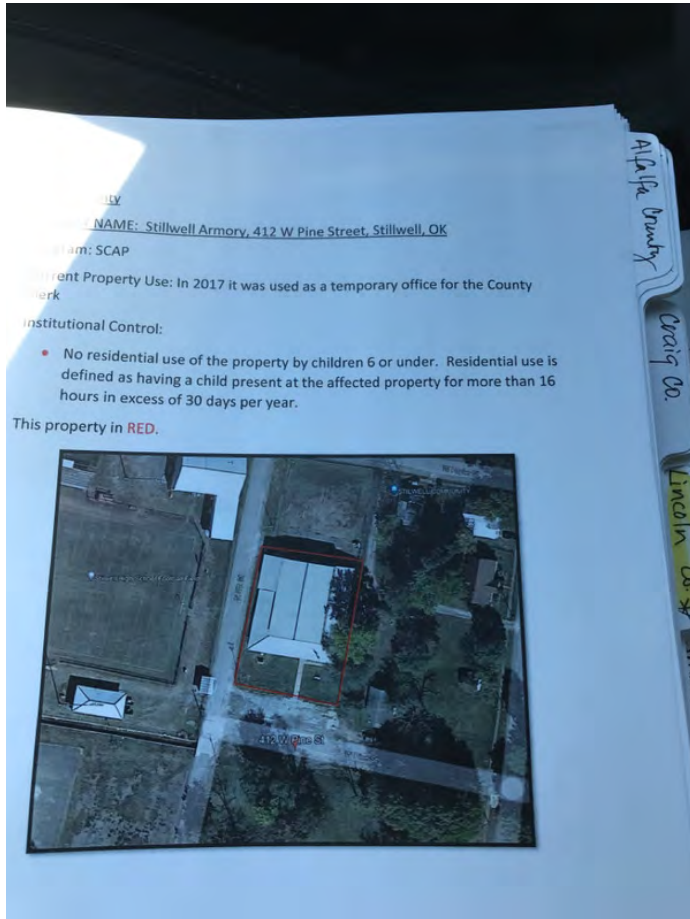 NAME: Stillwell Armory, 412 W Pine Street, Stillwell, OK
am: SCAP
rent Property Use: In 2017 it was used as a temporary office for the County
erk
nstitutional Control:
• No residential use of the property by children 6 or under. Residential use is
defined as having a child present at the affected property for more than 16
hours in excess of 30 days per year.
This property in RED.
412 W Pine St
Alfalfa County
Craig Co.
Lincoln Co *